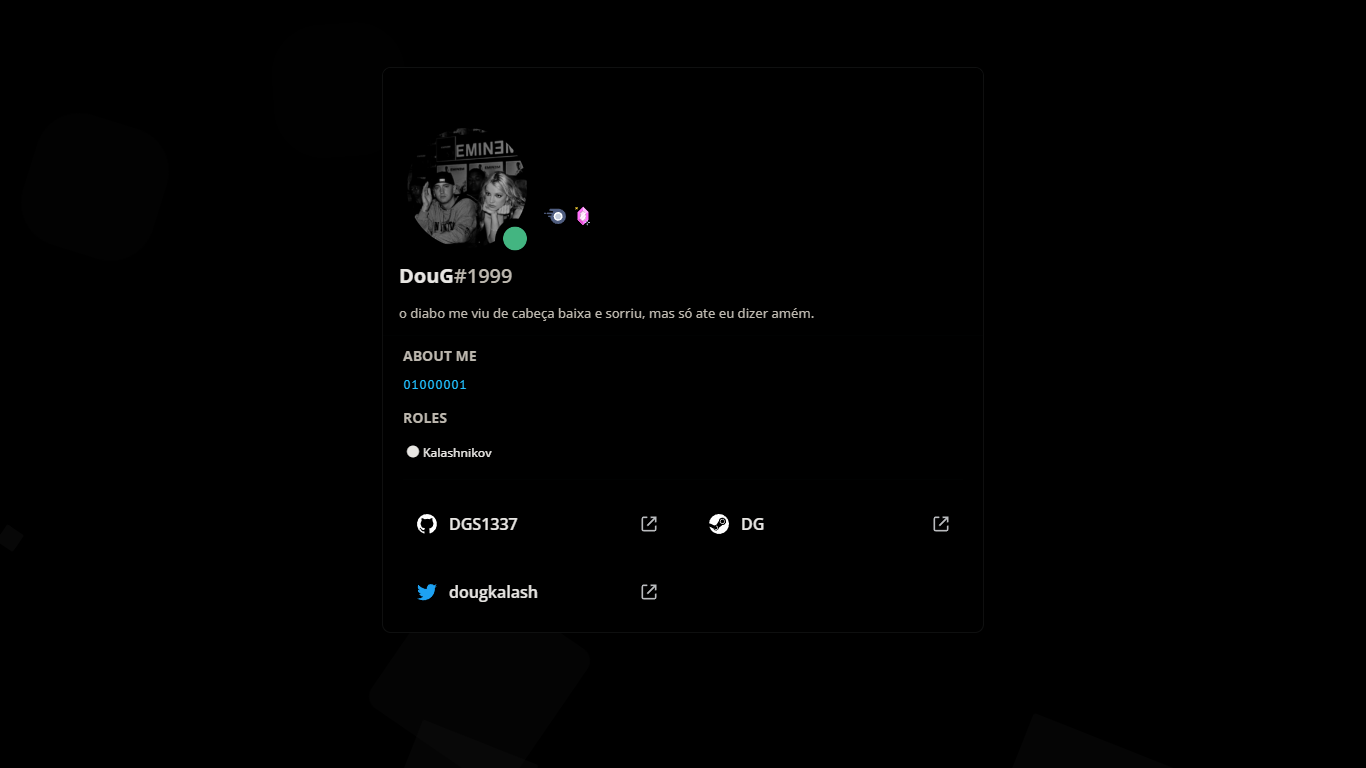 EMINEM
DouG#1999
o diabo me viu de cabeça baixa e sorriu, mas só ate eu dizer amém.
ABOUT ME
01000001
ROLES
Kalashnikov
DGS1337
DG
dougkalash